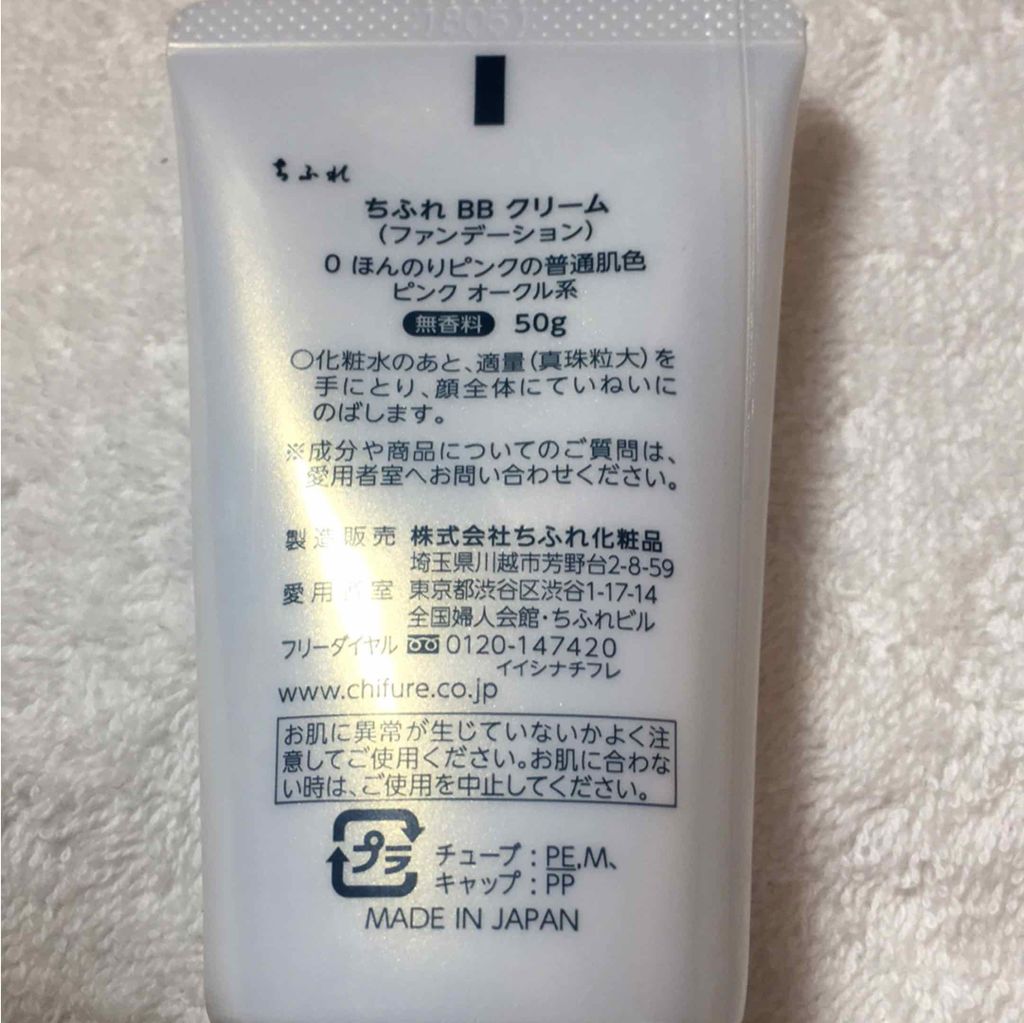 ちふれ
ちふれ BB クリーム
(ファンデーション)
0 ほんのりピンクの普通肌色
ピンク オークル系
無香料 50g
○化粧水のあと、適量(真珠粒大)を
手にとり、顔全体にていねいに
のばします。
※成分や商品についてのご質問は、
愛用者室へお問い合わせください。
製造販売 株式会社ちふれ化粧品
埼玉県川越市芳野台2-8-59
愛用者室 東京都渋谷区渋谷1-17-14
全国婦人会館・ちふれビル
フリーダイヤル 0120-147420
イイシナチフレ
www.chifure.co.jp
お肌に異常が生じていないかよく注
意してご使用ください。お肌に合わな
い時は、ご使用を中止してください。
プラ
チューブ:PE,M、
キャップ:PP
MADE IN JAPAN